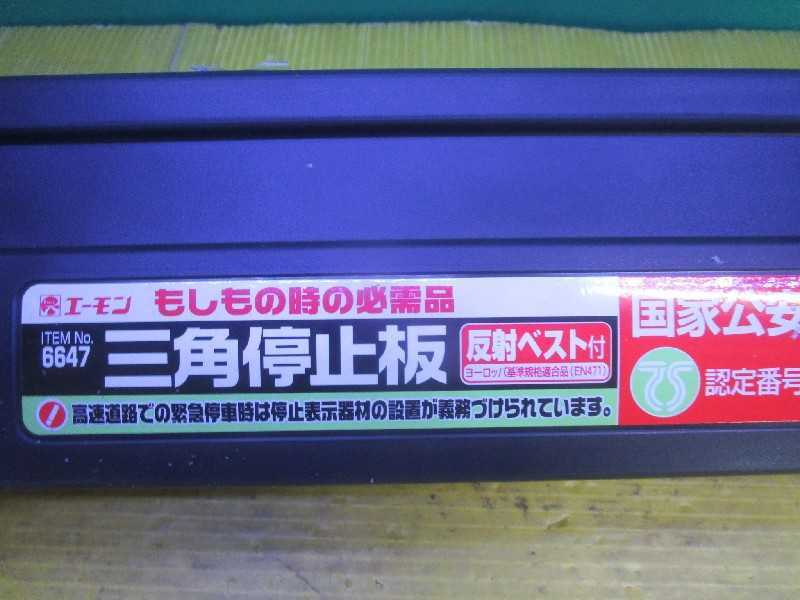 エーモン もしもの時の必需品
ITEM No.
6647
三角停止板
反射ベスト付
ヨーロッパ基準規格適合品(EN471)
高速道路での緊急停車時は停止表示器材の設置が義務づけられています。
国家公安
認定番号